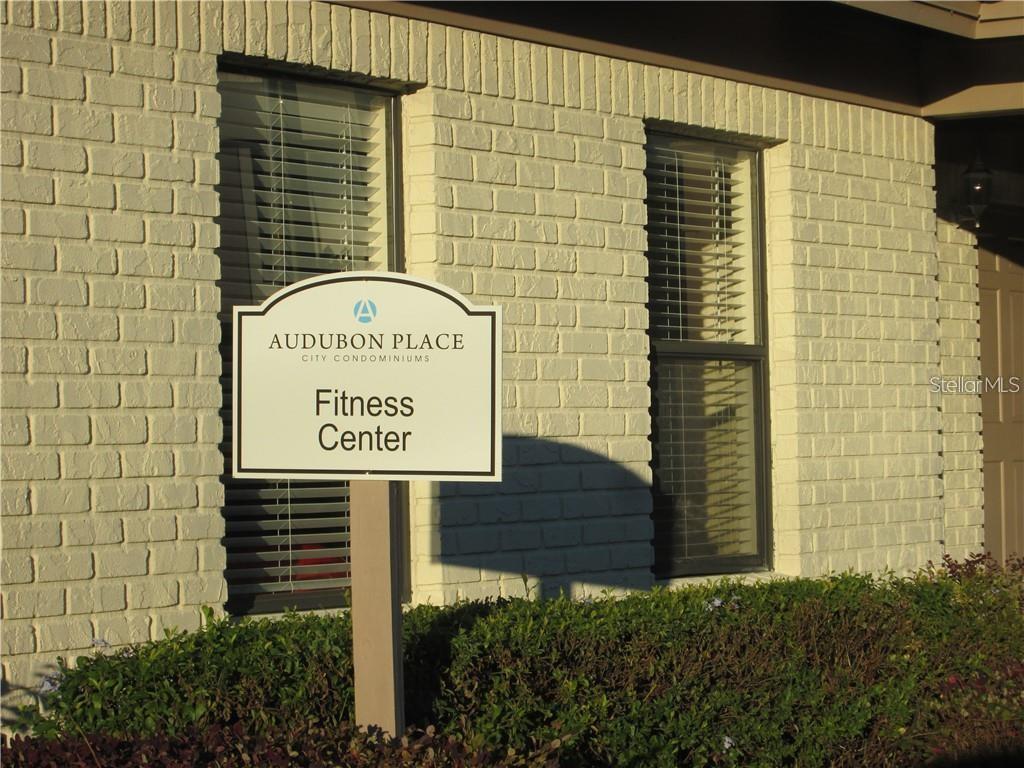 AUDUBON PLACE
CITY CONDOMINIUMS
Fitness
Center
StellarMLS